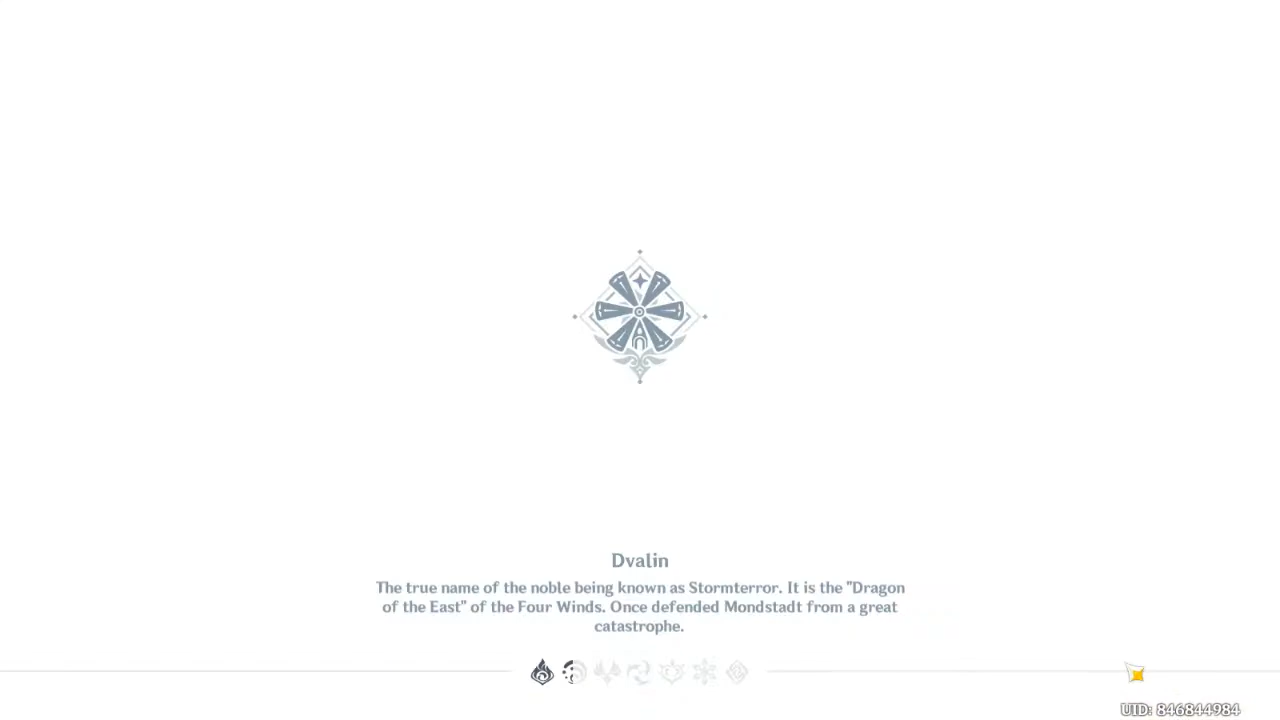 Dvalin
The true name of the noble being known as Stormterror. It is the "Dragon
of the East" of the Four Winds. Once defended Mondstadt from a great
catastrophe.
UID: 846844984